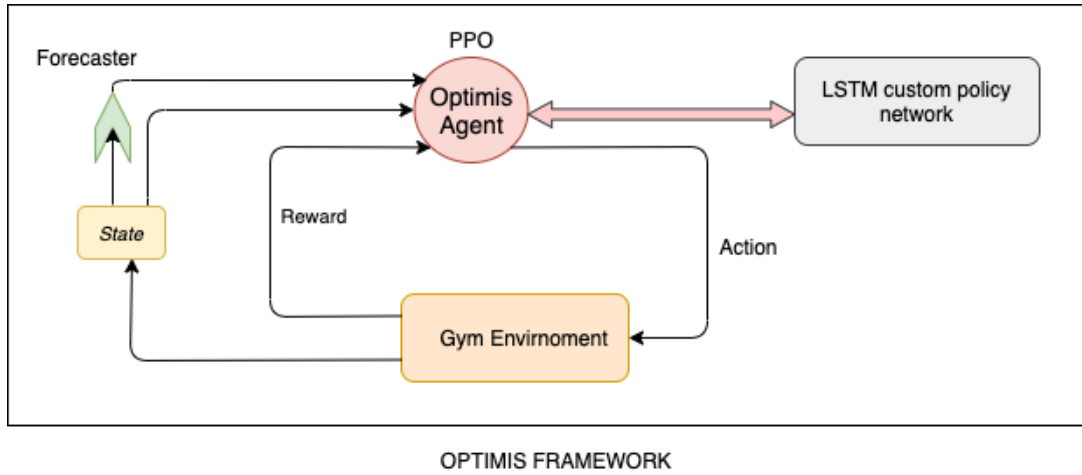 PPO
Forecaster
Optimis
Agent
LSTM custom policy
network
State
Reward
Action
Gym Envirnoment
OPTIMIS FRAMEWORK